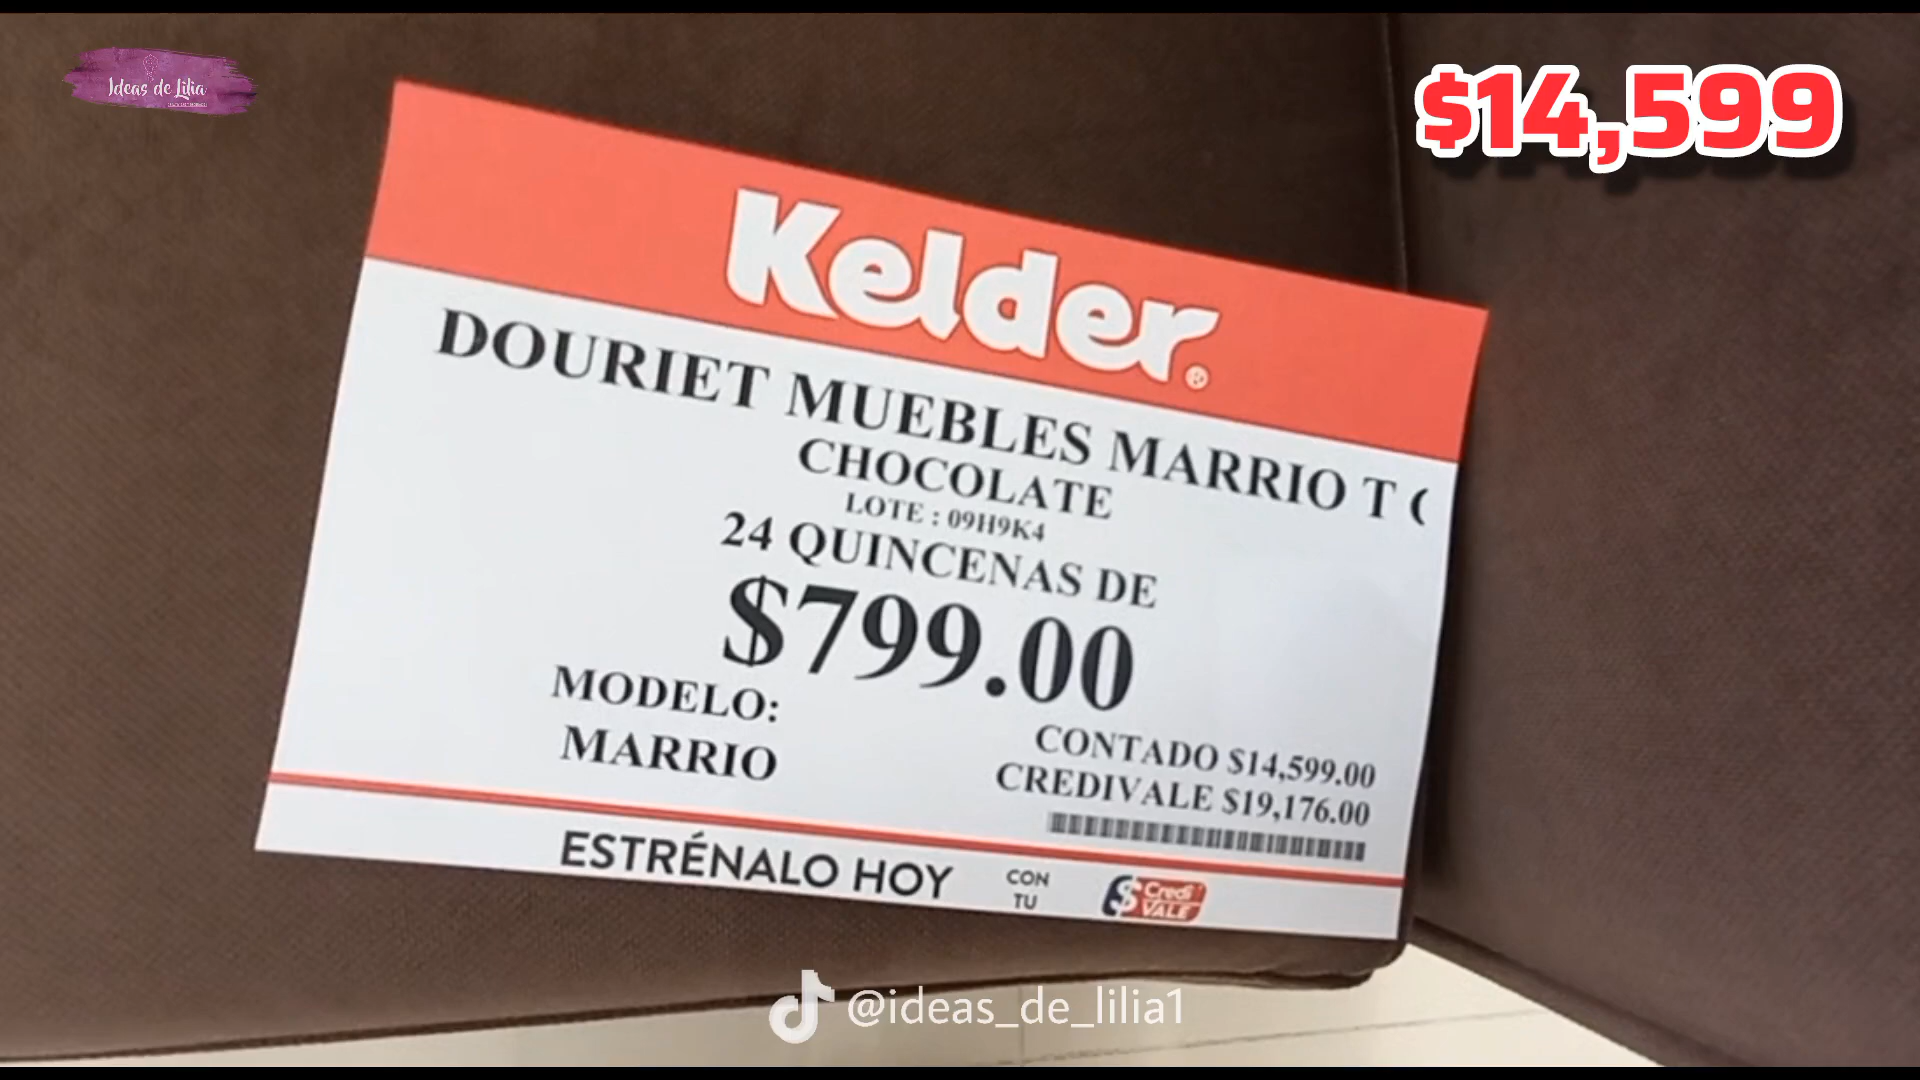 Ideas de Lilia
$14,599
Kelder®
DOURIET MUEBLES MARRIO T
CHOCOLATE
LOTE : 09H9K4
24 QUINCENAS DE
$799.00
MODELO:
MARRIO
CONTADO $14,599.00
CREDIVALE $19,176.00
ESTRÉNALO HOY
CON
TU
$ Credi
VALE
@ideas_de_lilia1